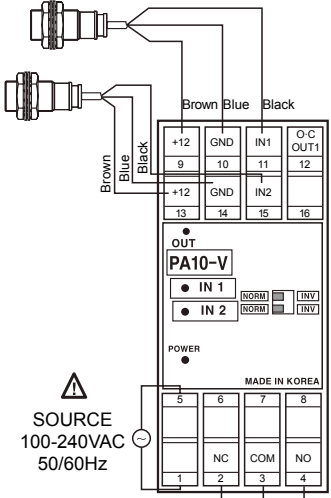 Brown Blue Black
Brown
Blue
Black
+12 GND IN1 O·C OUT1
9 10 11 12
+12 GND IN2
13 14 15 16
OUT
PA10-V
IN 1
IN 2
NORM INV
NORM INV
POWER
MADE IN KOREA
5 6 7 8
SOURCE
100-240VAC
50/60Hz
NC COM NO
1 2 3 4